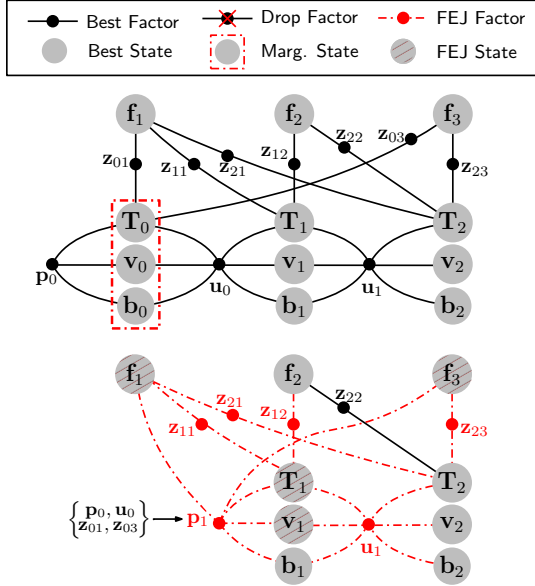 Best Factor Drop Factor FEJ Factor
Best State Marg. State FEJ State
f₁ f₂ f₃
z₀₁ z₁₁ z₂₁ z₁₂ z₂₂ z₀₃ z₂₃
T₀ T₁ T₂
p₀ v₀ u₀ v₁ u₁ v₂
b₀ b₁ b₂
f₁ f₂ f₃
z₁₁ z₂₁ z₁₂ z₂₂ z₂₃
T₁ T₂
{p₀, u₀
z₀₁, z₀₃} p₁ v₁ u₁ v₂
b₁ b₂